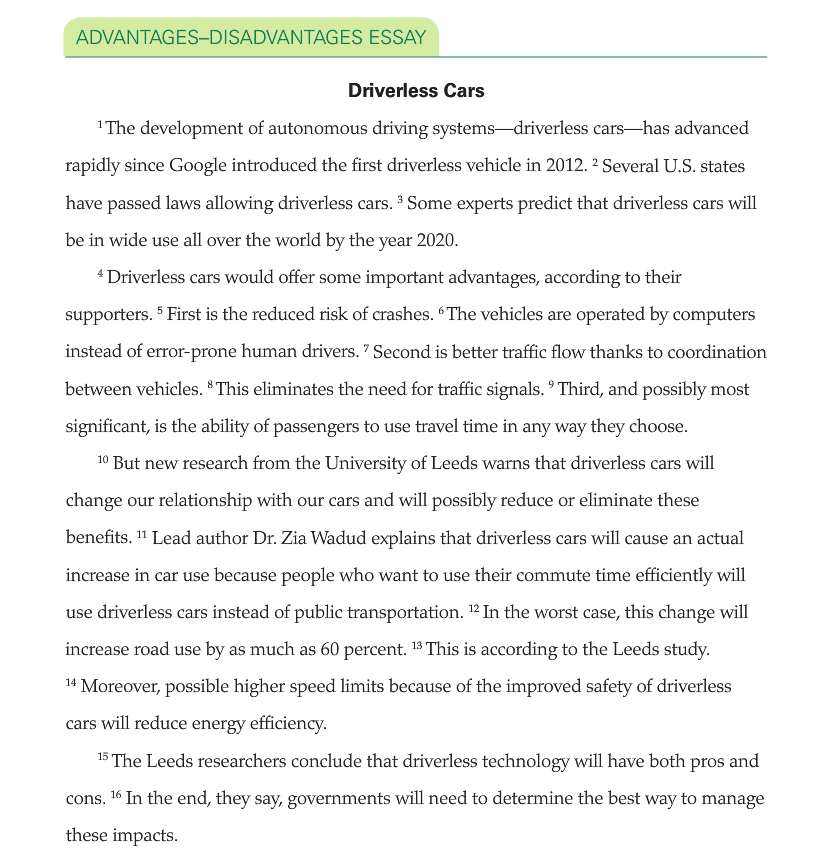 ADVANTAGES–DISADVANTAGES ESSAY
Driverless Cars
¹ The development of autonomous driving systems—driverless cars—has advanced
rapidly since Google introduced the first driverless vehicle in 2012. ² Several U.S. states
have passed laws allowing driverless cars. ³ Some experts predict that driverless cars will
be in wide use all over the world by the year 2020.
⁴ Driverless cars would offer some important advantages, according to their
supporters. ⁵ First is the reduced risk of crashes. ⁶ The vehicles are operated by computers
instead of error-prone human drivers. ⁷ Second is better traffic flow thanks to coordination
between vehicles. ⁸ This eliminates the need for traffic signals. ⁹ Third, and possibly most
significant, is the ability of passengers to use travel time in any way they choose.
¹⁰ But new research from the University of Leeds warns that driverless cars will
change our relationship with our cars and will possibly reduce or eliminate these
benefits. ¹¹ Lead author Dr. Zia Wadud explains that driverless cars will cause an actual
increase in car use because people who want to use their commute time efficiently will
use driverless cars instead of public transportation. ¹² In the worst case, this change will
increase road use by as much as 60 percent. ¹³ This is according to the Leeds study.
¹⁴ Moreover, possible higher speed limits because of the improved safety of driverless
cars will reduce energy efficiency.
¹⁵ The Leeds researchers conclude that driverless technology will have both pros and
cons. ¹⁶ In the end, they say, governments will need to determine the best way to manage
these impacts.